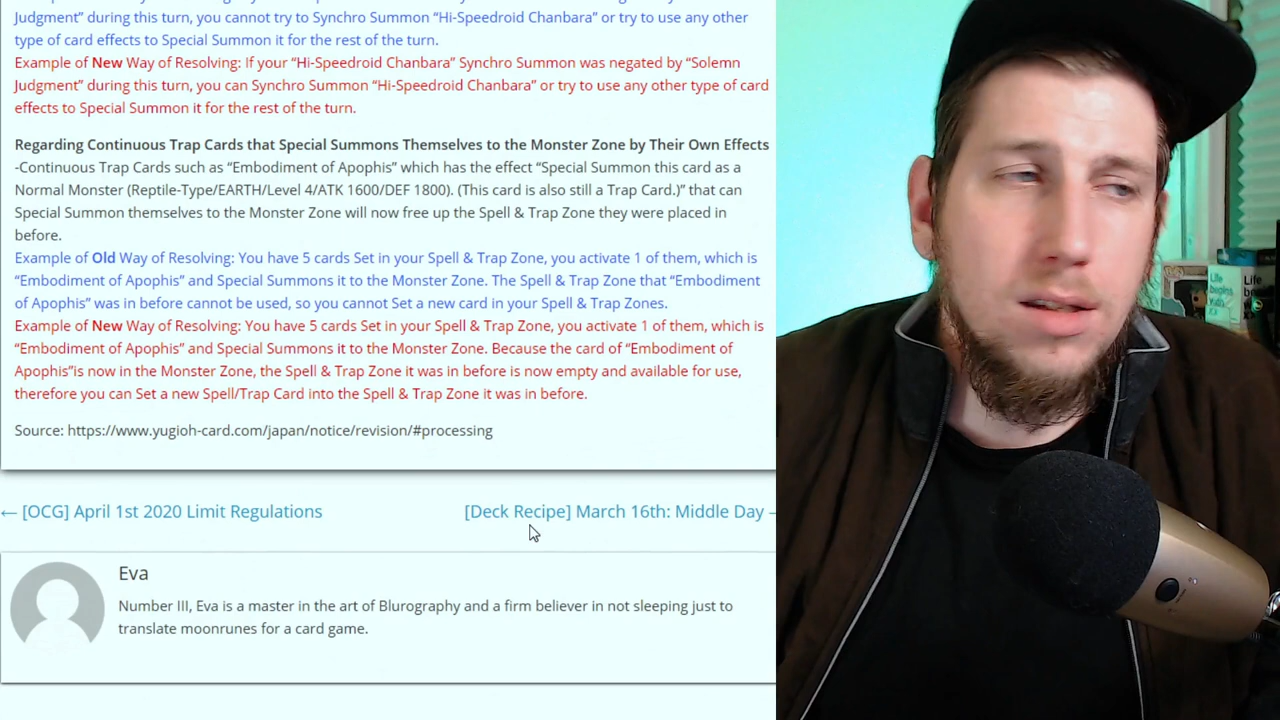 Judgment" during this turn, you cannot try to Synchro Summon "Hi-Speedroid Chanbara" or try to use any other
type of card effects to Special Summon it for the rest of the turn.
Example of New Way of Resolving: If your "Hi-Speedroid Chanbara" Synchro Summon was negated by "Solemn
Judgment" during this turn, you can Synchro Summon "Hi-Speedroid Chanbara" or try to use any other type of card
effects to Special Summon it for the rest of the turn.
Regarding Continuous Trap Cards that Special Summons Themselves to the Monster Zone by Their Own Effects
-Continuous Trap Cards such as "Embodiment of Apophis" which has the effect "Special Summon this card as a
Normal Monster (Reptile-Type/EARTH/Level 4/ATK 1600/DEF 1800). (This card is also still a Trap Card.)" that can
Special Summon themselves to the Monster Zone will now free up the Spell & Trap Zone they were placed in
before.
Example of Old Way of Resolving: You have 5 cards Set in your Spell & Trap Zone, you activate 1 of them, which is
"Embodiment of Apophis" and Special Summons it to the Monster Zone. The Spell & Trap Zone that "Embodiment
of Apophis" was in before cannot be used, so you cannot Set a new card in your Spell & Trap Zones.
Example of New Way of Resolving: You have 5 cards Set in your Spell & Trap Zone, you activate 1 of them, which is
"Embodiment of Apophis" and Special Summons it to the Monster Zone. Because the card of "Embodiment of
Apophis"is now in the Monster Zone, the Spell & Trap Zone it was in before is now empty and available for use,
therefore you can Set a new Spell/Trap Card into the Spell & Trap Zone it was in before.
Source: https://www.yugioh-card.com/japan/notice/revision/#processing
← [OCG] April 1st 2020 Limit Regulations
[Deck Recipe] March 16th: Middle Day
Eva
Number III, Eva is a master in the art of Blurography and a firm believer in not sleeping just to
translate moonrunes for a card game.
Life
begins
Life